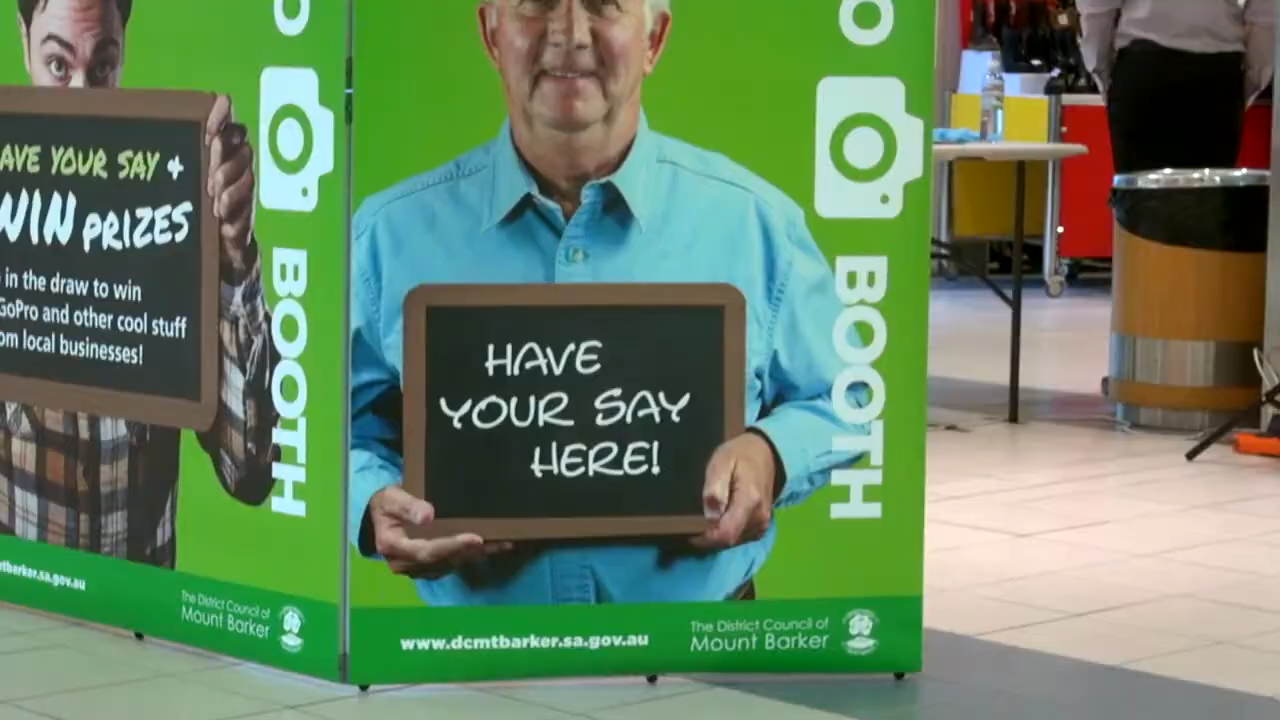 AVE YOUR SAY +
WIN PRIZES
in the draw to win
GoPro and other cool stuff
om local businesses!
BOOTH
mtbarker.sa.gov.au
The District Council of
Mount Barker
O
BOOTH
HAVE
YOUR SAY
HERE!
www.dcmtbarker.sa.gov.au
The District Council of
Mount Barker